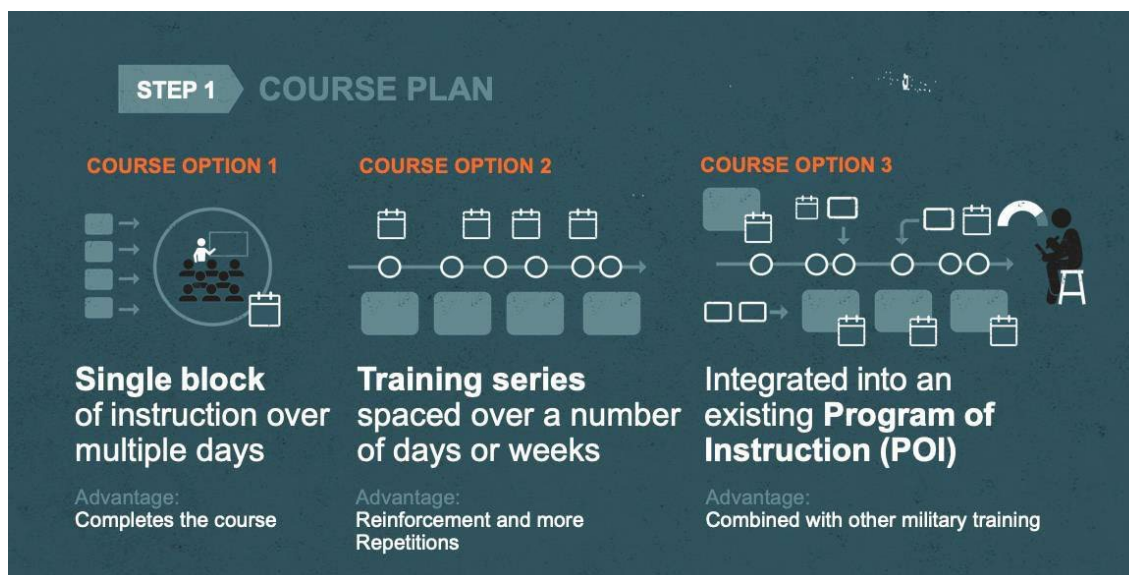 STEP 1
COURSE PLAN
COURSE OPTION 1
Single block
of instruction over
multiple days
Advantage:
Completes the course
COURSE OPTION 2
Training series
spaced over a number
of days or weeks
Advantage:
Reinforcement and more
Repetitions
COURSE OPTION 3
Integrated into an
existing Program of
Instruction (POI)
Advantage:
Combined with other military training